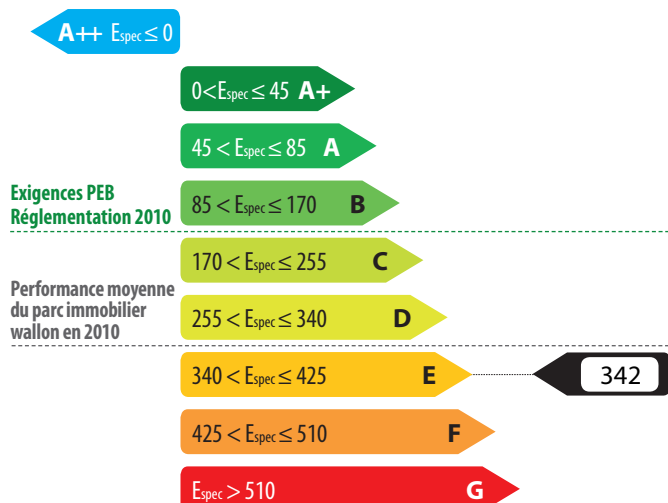 A++ Espec ≤ 0
0<Espec ≤ 45 A+
45 < Espec ≤ 85 A
Exigences PEB
Réglementation 2010
85 < Espec ≤ 170 B
170 < Espec ≤ 255 C
Performance moyenne
du parc immobilier
wallon en 2010
255 < Espec ≤ 340 D
340 < Espec ≤ 425 E
342
425 < Espec ≤ 510 F
Espec > 510 G